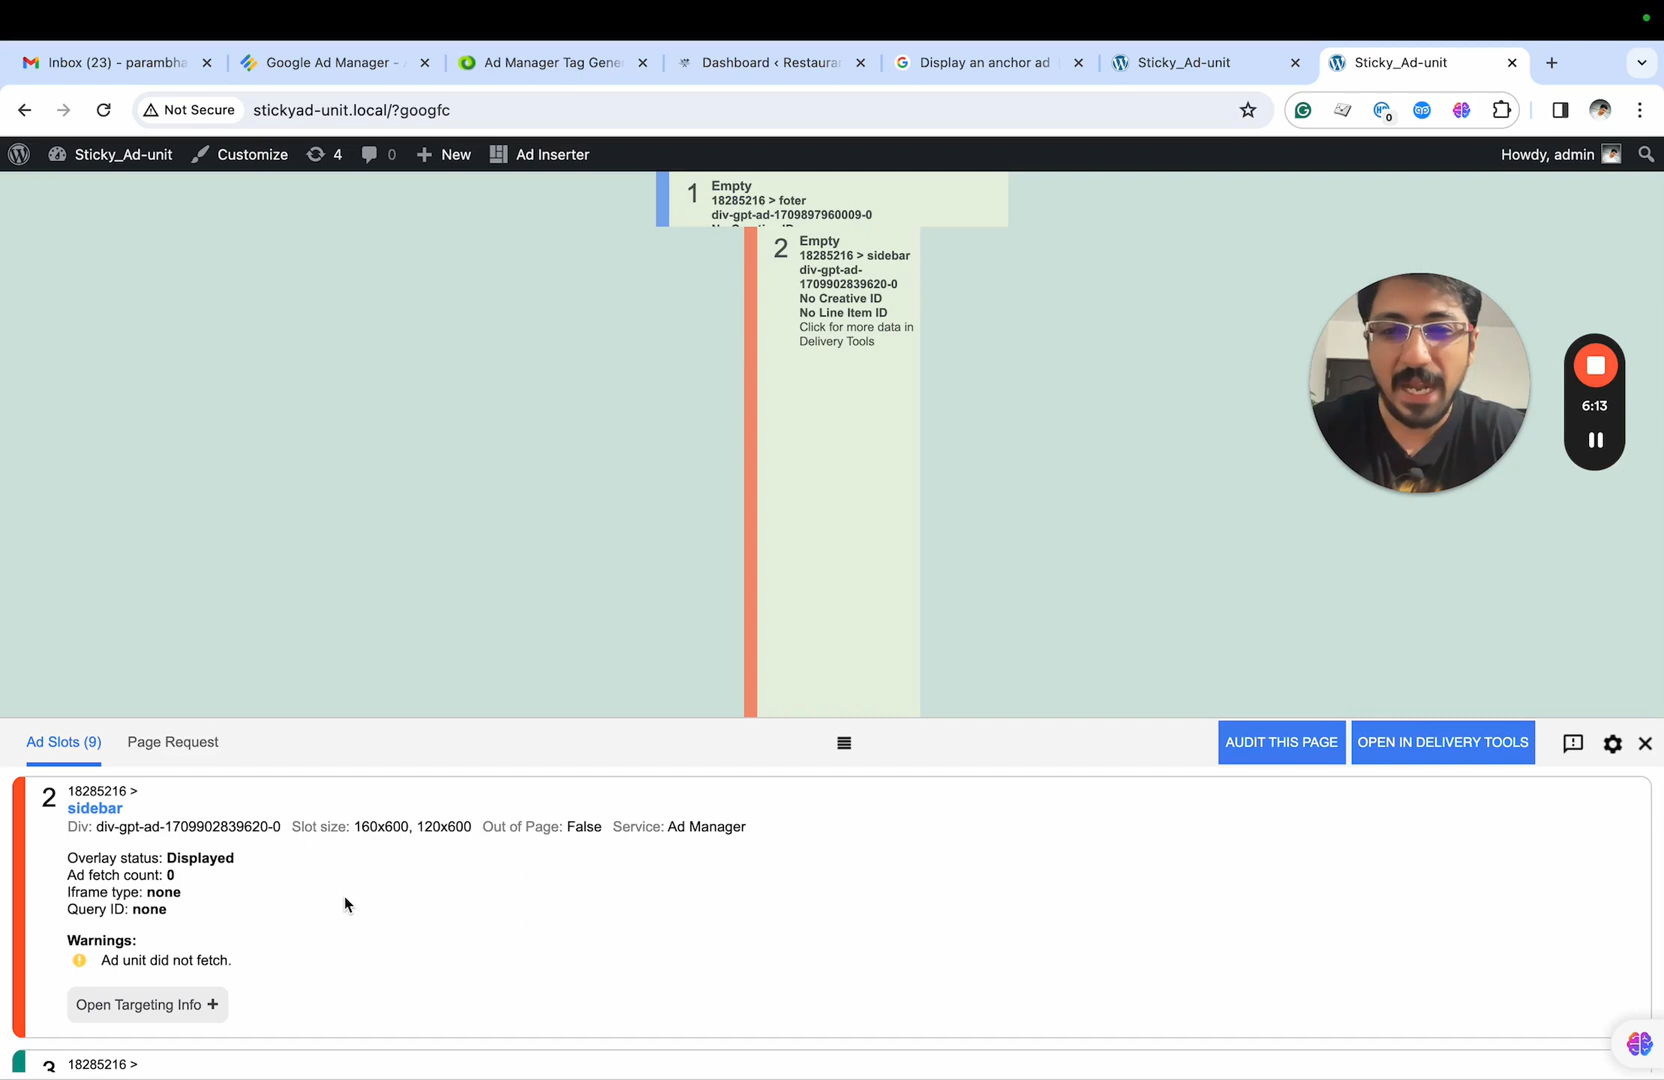 Inbox (23) - parambha
Google Ad Manager -
Ad Manager Tag Gene
Dashboard ‹ Restaurar
Display an anchor ad
Sticky_Ad-unit
Sticky_Ad-unit
Not Secure
stickyad-unit.local/?googfc
0
Sticky_Ad-unit
Customize
4
0
New
Ad Inserter
Howdy, admin
1
Empty
18285216 > foter
div-gpt-ad-1709897960009-0
2
Empty
18285216 > sidebar
div-gpt-ad-
1709902839620-0
No Creative ID
No Line Item ID
Click for more data in
Delivery Tools
6:13
Ad Slots (9)
Page Request
AUDIT THIS PAGE
OPEN IN DELIVERY TOOLS
2
18285216 >
sidebar
Div: div-gpt-ad-1709902839620-0 Slot size: 160x600, 120x600 Out of Page: False Service: Ad Manager
Overlay status: Displayed
Ad fetch count: 0
Iframe type: none
Query ID: none
Warnings:
Ad unit did not fetch.
Open Targeting Info +
3
18285216 >